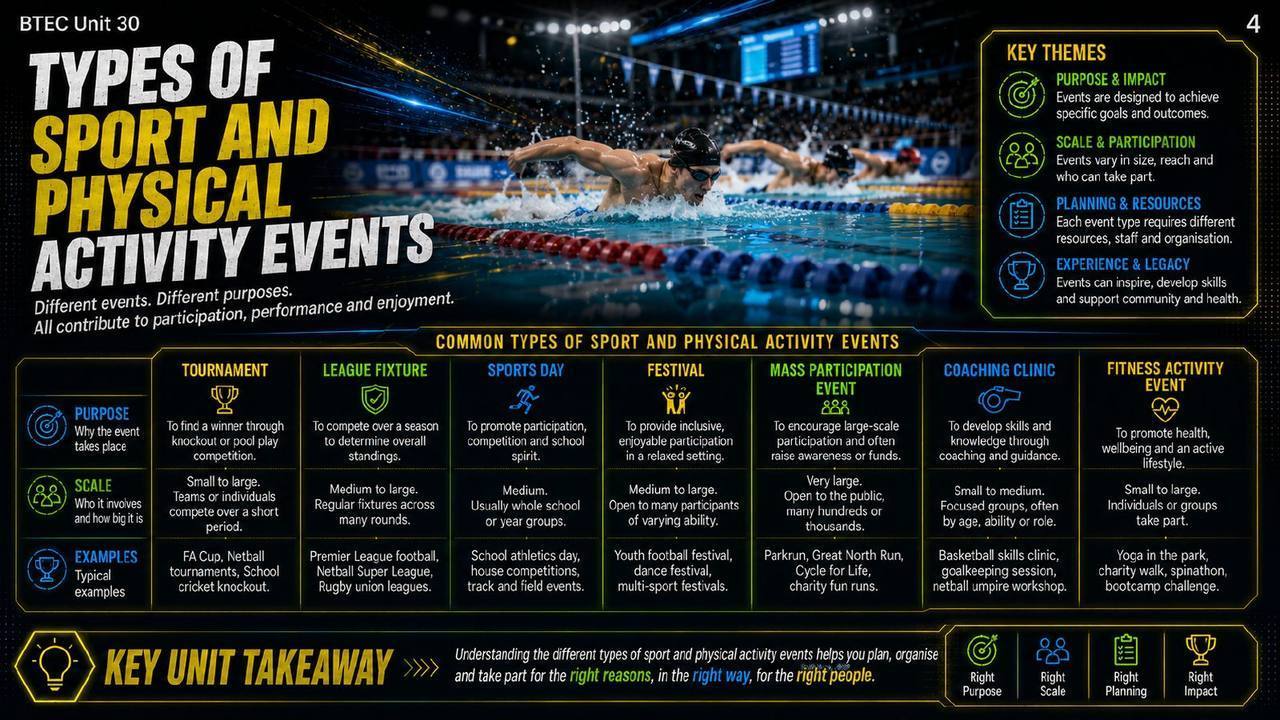 BTEC Unit 30
4
TYPES OF
SPORT AND
PHYSICAL
ACTIVITY EVENTS
Different events. Different purposes.
All contribute to participation, performance and enjoyment.
KEY THEMES
PURPOSE & IMPACT
Events are designed to achieve
specific goals and outcomes.
SCALE & PARTICIPATION
Events vary in size, reach and
who can take part.
PLANNING & RESOURCES
Each event type requires different
resources, staff and organisation.
EXPERIENCE & LEGACY
Events can inspire, develop skills
and support community and health.
COMMON TYPES OF SPORT AND PHYSICAL ACTIVITY EVENTS
TOURNAMENT
LEAGUE FIXTURE
SPORTS DAY
FESTIVAL
MASS PARTICIPATION
EVENT
COACHING CLINIC
FITNESS ACTIVITY
EVENT
PURPOSE
Why the event
takes place
To find a winner through
knockout or pool play
competition.
To compete over a season
to determine overall
standings.
To promote participation,
competition and school
spirit.
To provide inclusive,
enjoyable participation
in a relaxed setting.
To encourage large-scale
participation and often
raise awareness or funds.
To develop skills and
knowledge through
coaching and guidance.
To promote health,
wellbeing and an active
lifestyle.
SCALE
Who it involves
and how big it is
Small to large.
Teams or individuals
compete over a short
period.
Medium to large.
Regular fixtures across
many rounds.
Medium.
Usually whole school
or year groups.
Medium to large.
Open to many participants
of varying ability.
Very large.
Open to the public,
many hundreds or
thousands.
Small to medium.
Focused groups, often
by age, ability or role.
Small to large.
Individuals or groups
take part.
EXAMPLES
Typical
examples
FA Cup, Netball
tournaments, School
cricket knockout.
Premier League football,
Netball Super League,
Rugby union leagues.
School athletics day,
house competitions,
track and field events.
Youth football festival,
dance festival,
multi-sport festivals.
Parkrun, Great North Run,
Cycle for Life,
charity fun runs.
Basketball skills clinic,
goalkeeping session,
netball umpire workshop.
Yoga in the park,
charity walk, spinathon,
bootcamp challenge.
KEY UNIT TAKEAWAY
Understanding the different types of sport and physical activity events helps you plan, organise
and take part for the right reasons, in the right way, for the right people.
Right
Purpose
Right
Scale
Right
Planning
Right
Impact